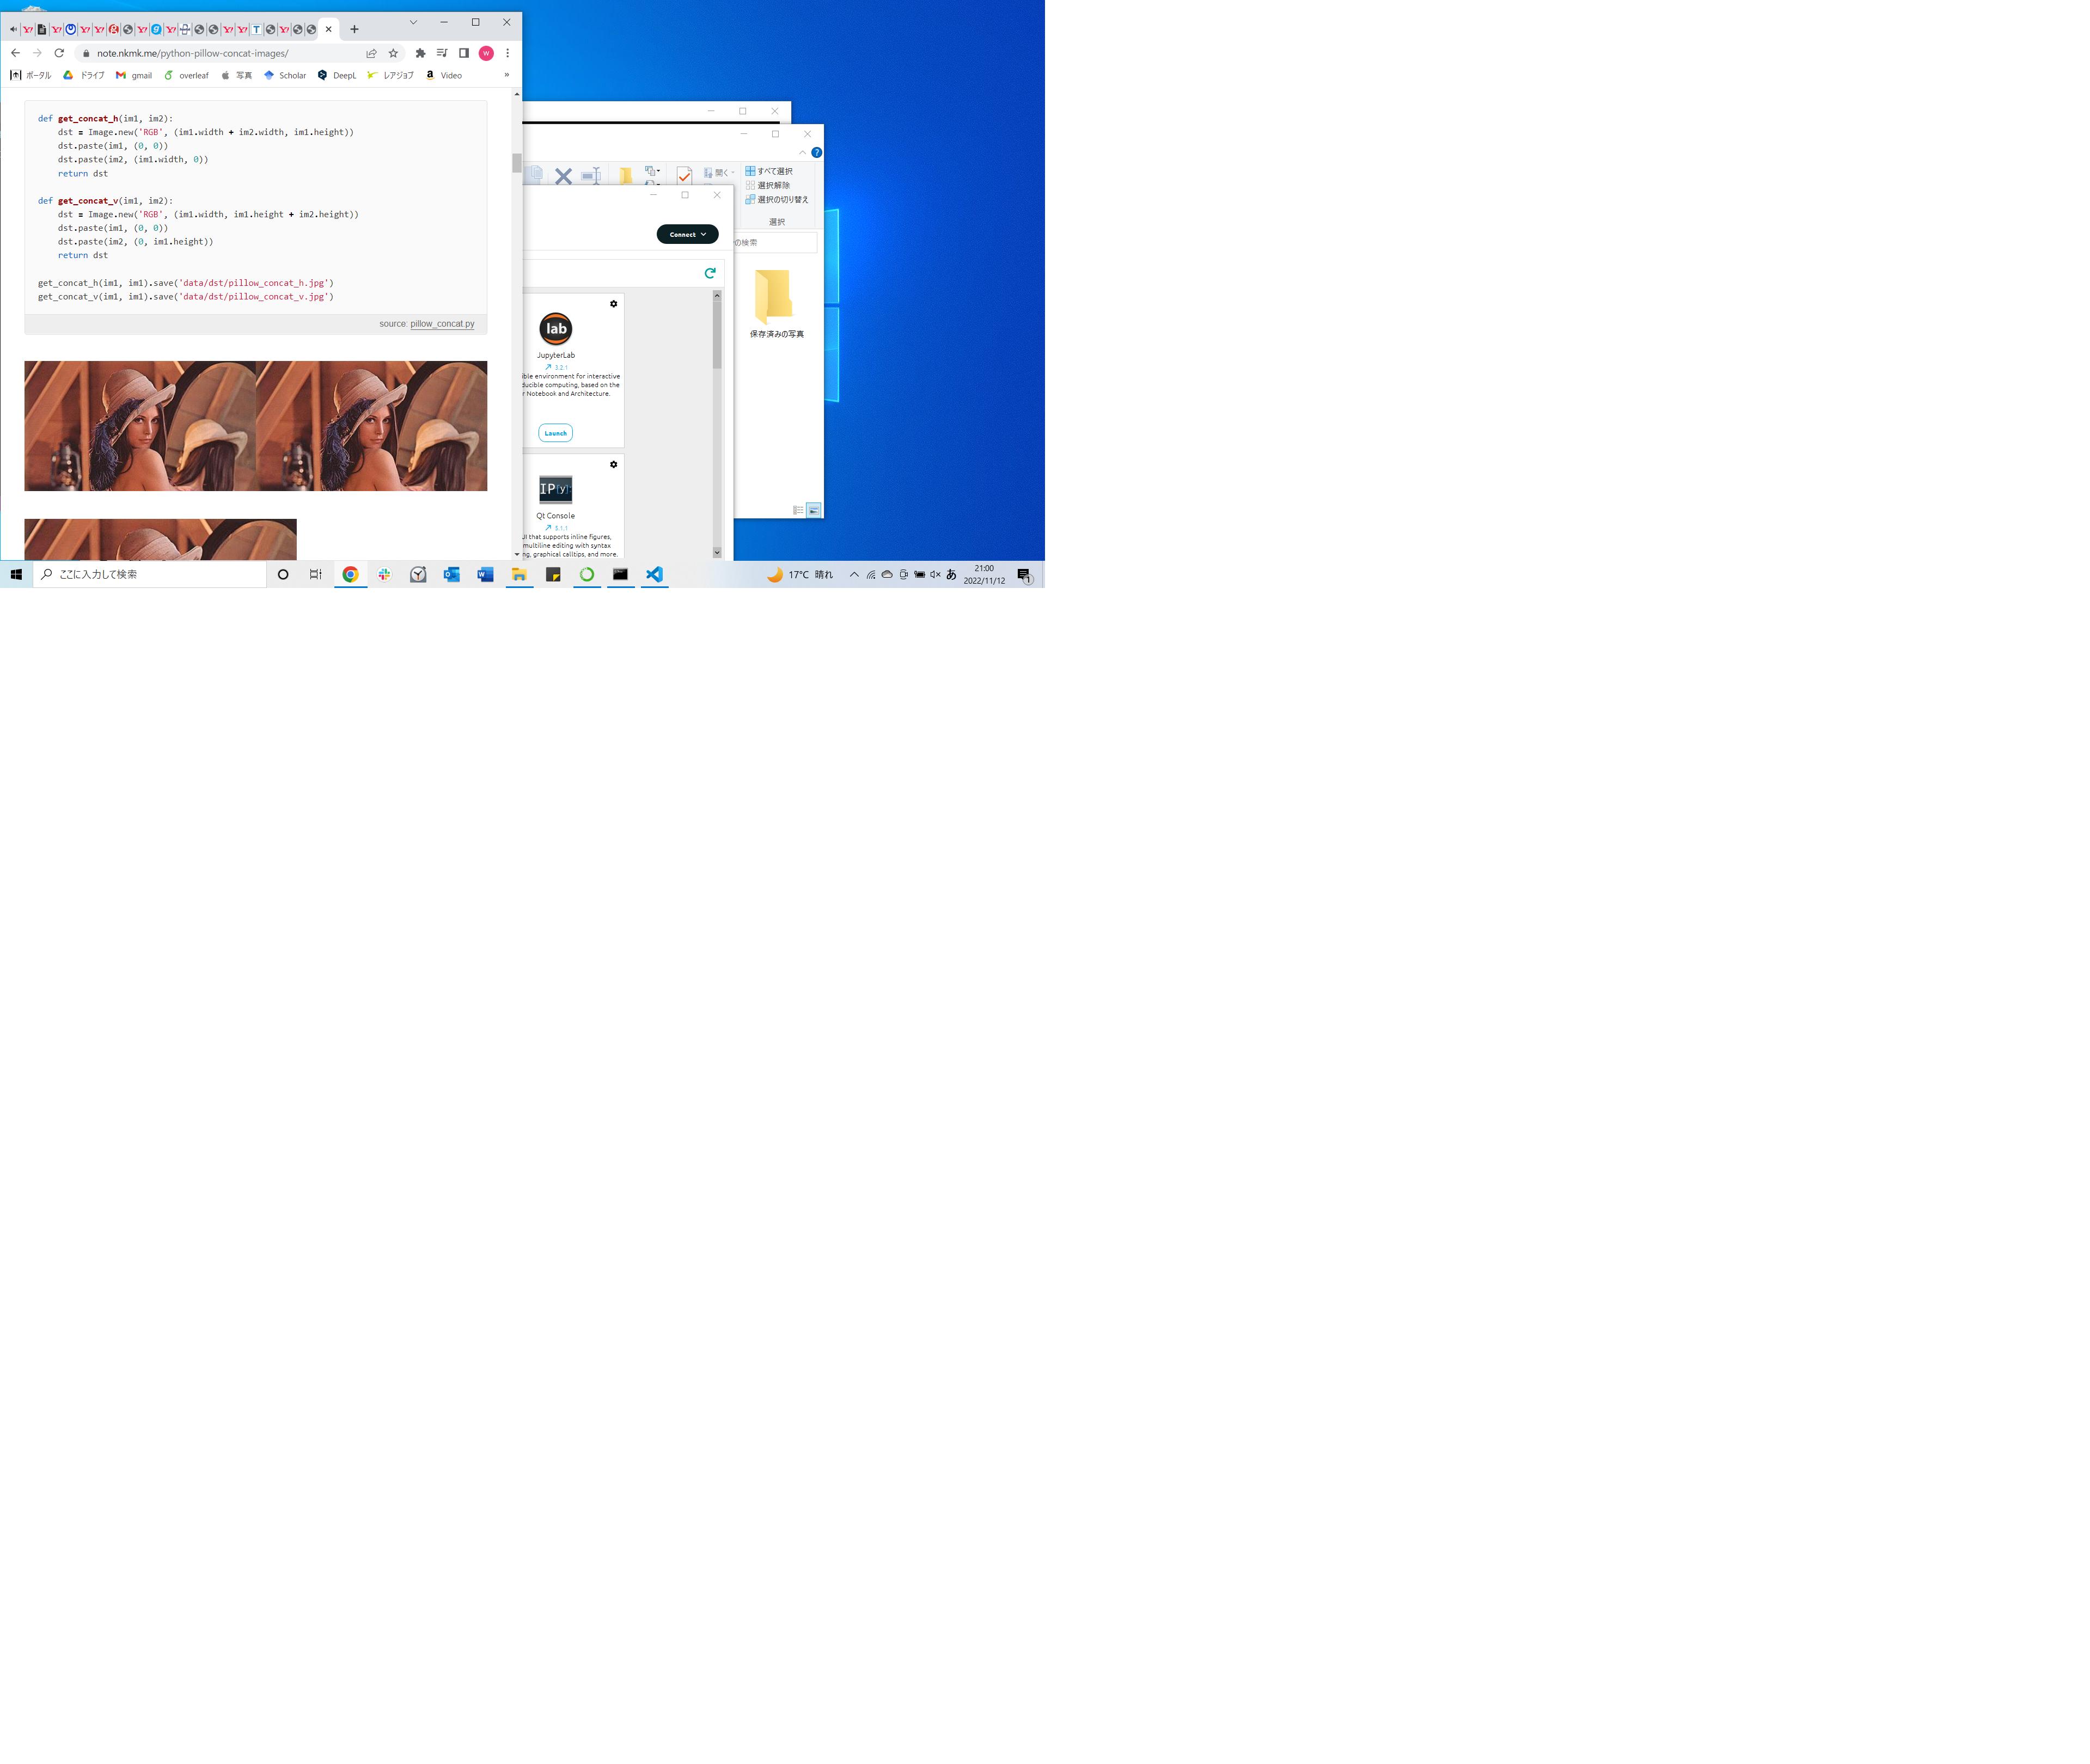 note.nkmk.me/python-pillow-concat-images/
W
ポータル ドライブ gmail overleaf 写真 Scholar DeepL レアジョブ Video »
def get_concat_h(im1, im2):
dst = Image.new('RGB', (im1.width + im2.width, im1.height))
dst.paste(im1, (0, 0))
dst.paste(im2, (im1.width, 0))
return dst
def get_concat_v(im1, im2):
dst = Image.new('RGB', (im1.width, im1.height + im2.height))
dst.paste(im1, (0, 0))
dst.paste(im2, (0, im1.height))
return dst
get_concat_h(im1, im1).save('data/dst/pillow_concat_h.jpg')
get_concat_v(im1, im1).save('data/dst/pillow_concat_v.jpg')
source: pillow_concat.py
開く
すべて選択
選択解除
選択の切り替え
選択
の検索
保存済みの写真
Connect
lab
JupyterLab
3.2.1
ible environment for interactive
ducible computing, based on the
r Notebook and Architecture.
Launch
IP[y]:
Qt Console
5.1.1
UI that supports inline figures,
multiline editing with syntax
ng, graphical calltips, and more.
ここに入力して検索
17°C 晴れ
あ
21:00
2022/11/12
1